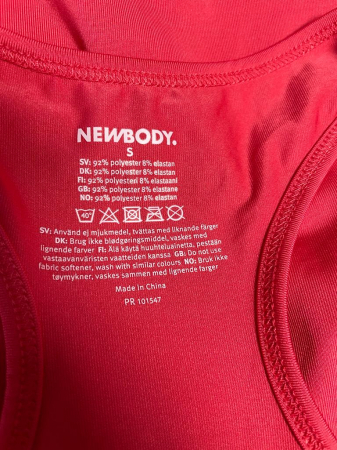 NEWBODY.
S
SV: 92% polyester 8% elastan
DK: 92% polyester 8% elastan
FI: 92% polyesteri 8% elastaani
GB: 92% polyester 8% elastane
NO: 92% polyester 8% elastan
40°
SV: Använd ej mjukmedel, tvättas med liknande färger
DK: Brug ikke blødgøringsmiddel, vaskes med
lignende farver FI: Älä käytä huuhteluainetta, pestään
vastaavanväristen vaatteiden kanssa GB: Do not use
fabric softener, wash with similar colours NO: Bruk ikke
tøymykner, vaskes sammen med lignende farger
Made in China
PR 101547